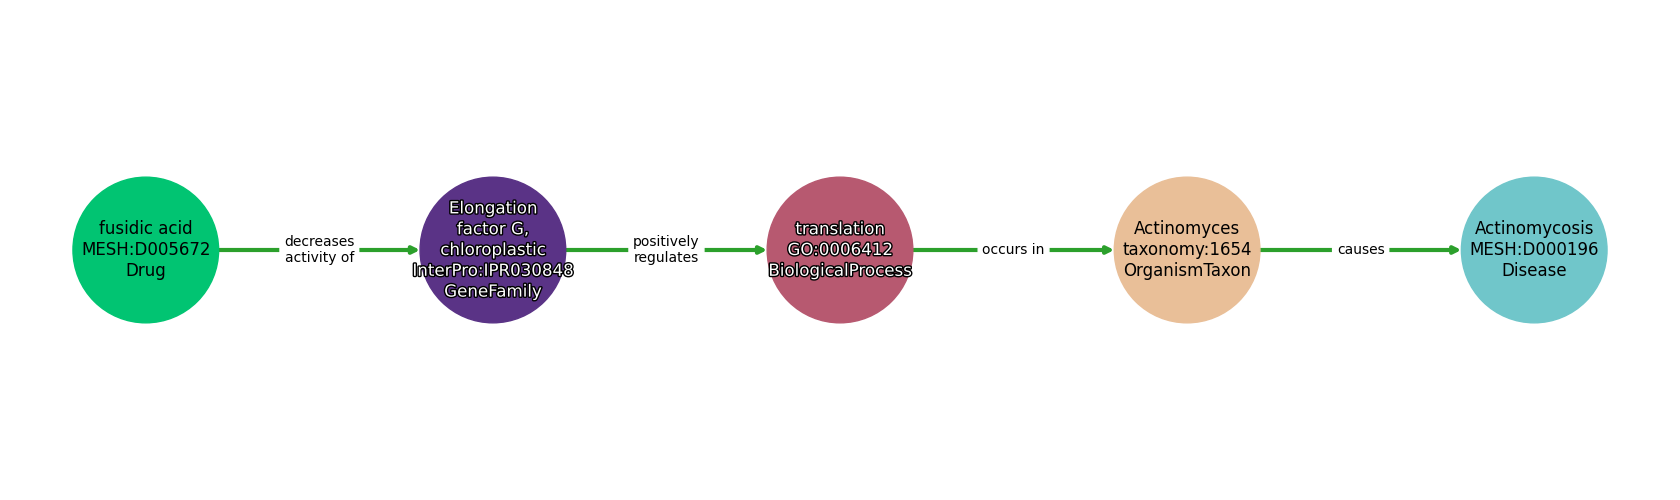 fusidic acid
MESH:D005672
Drug
decreases
activity of
Elongation
factor G,
chloroplastic
InterPro:IPR030848
GeneFamily
positively
regulates
translation
GO:0006412
BiologicalProcess
occurs in
Actinomyces
taxonomy:1654
OrganismTaxon
causes
Actinomycosis
MESH:D000196
Disease